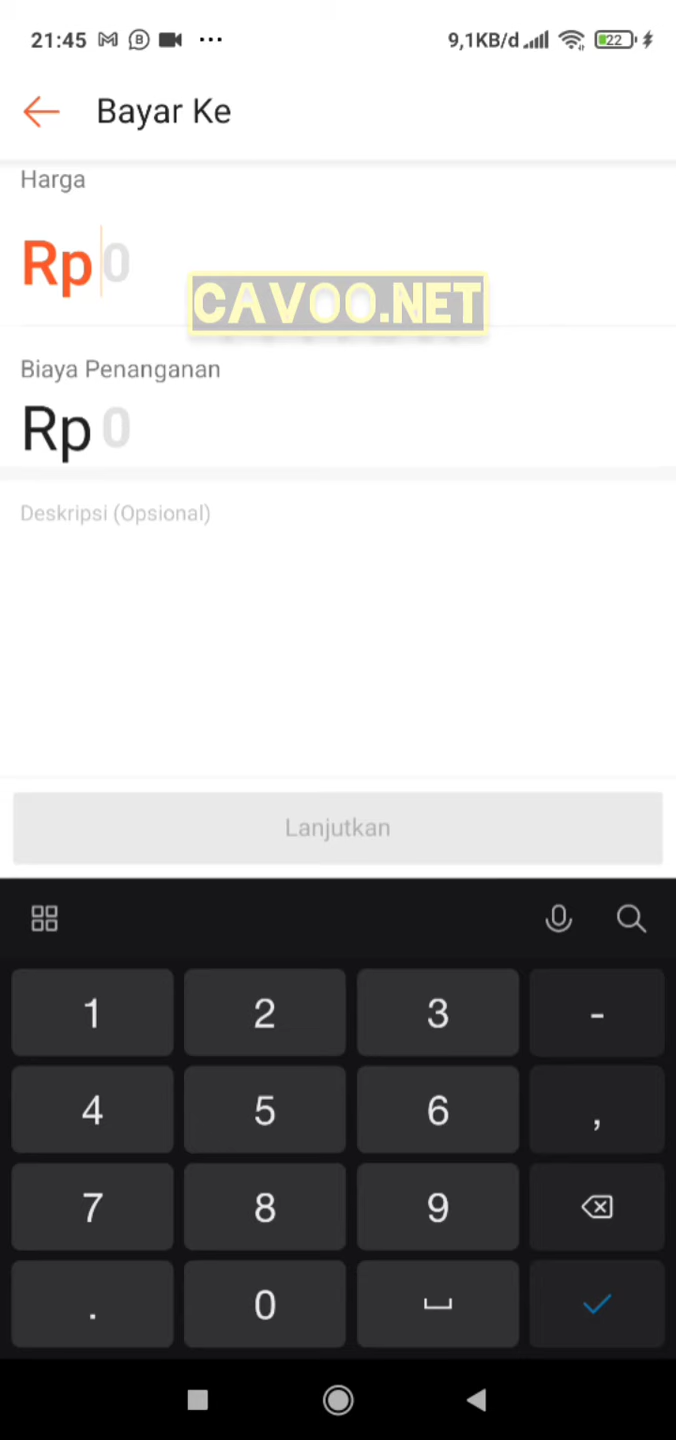 21:45 ... 9,1KB/d 22
Bayar Ke
Harga
Rp 0
CAVOO.NET
Biaya Penanganan
Rp 0
Deskripsi (Opsional)
Lanjutkan
1 2 3 -
4 5 6 ,
7 8 9
. 0